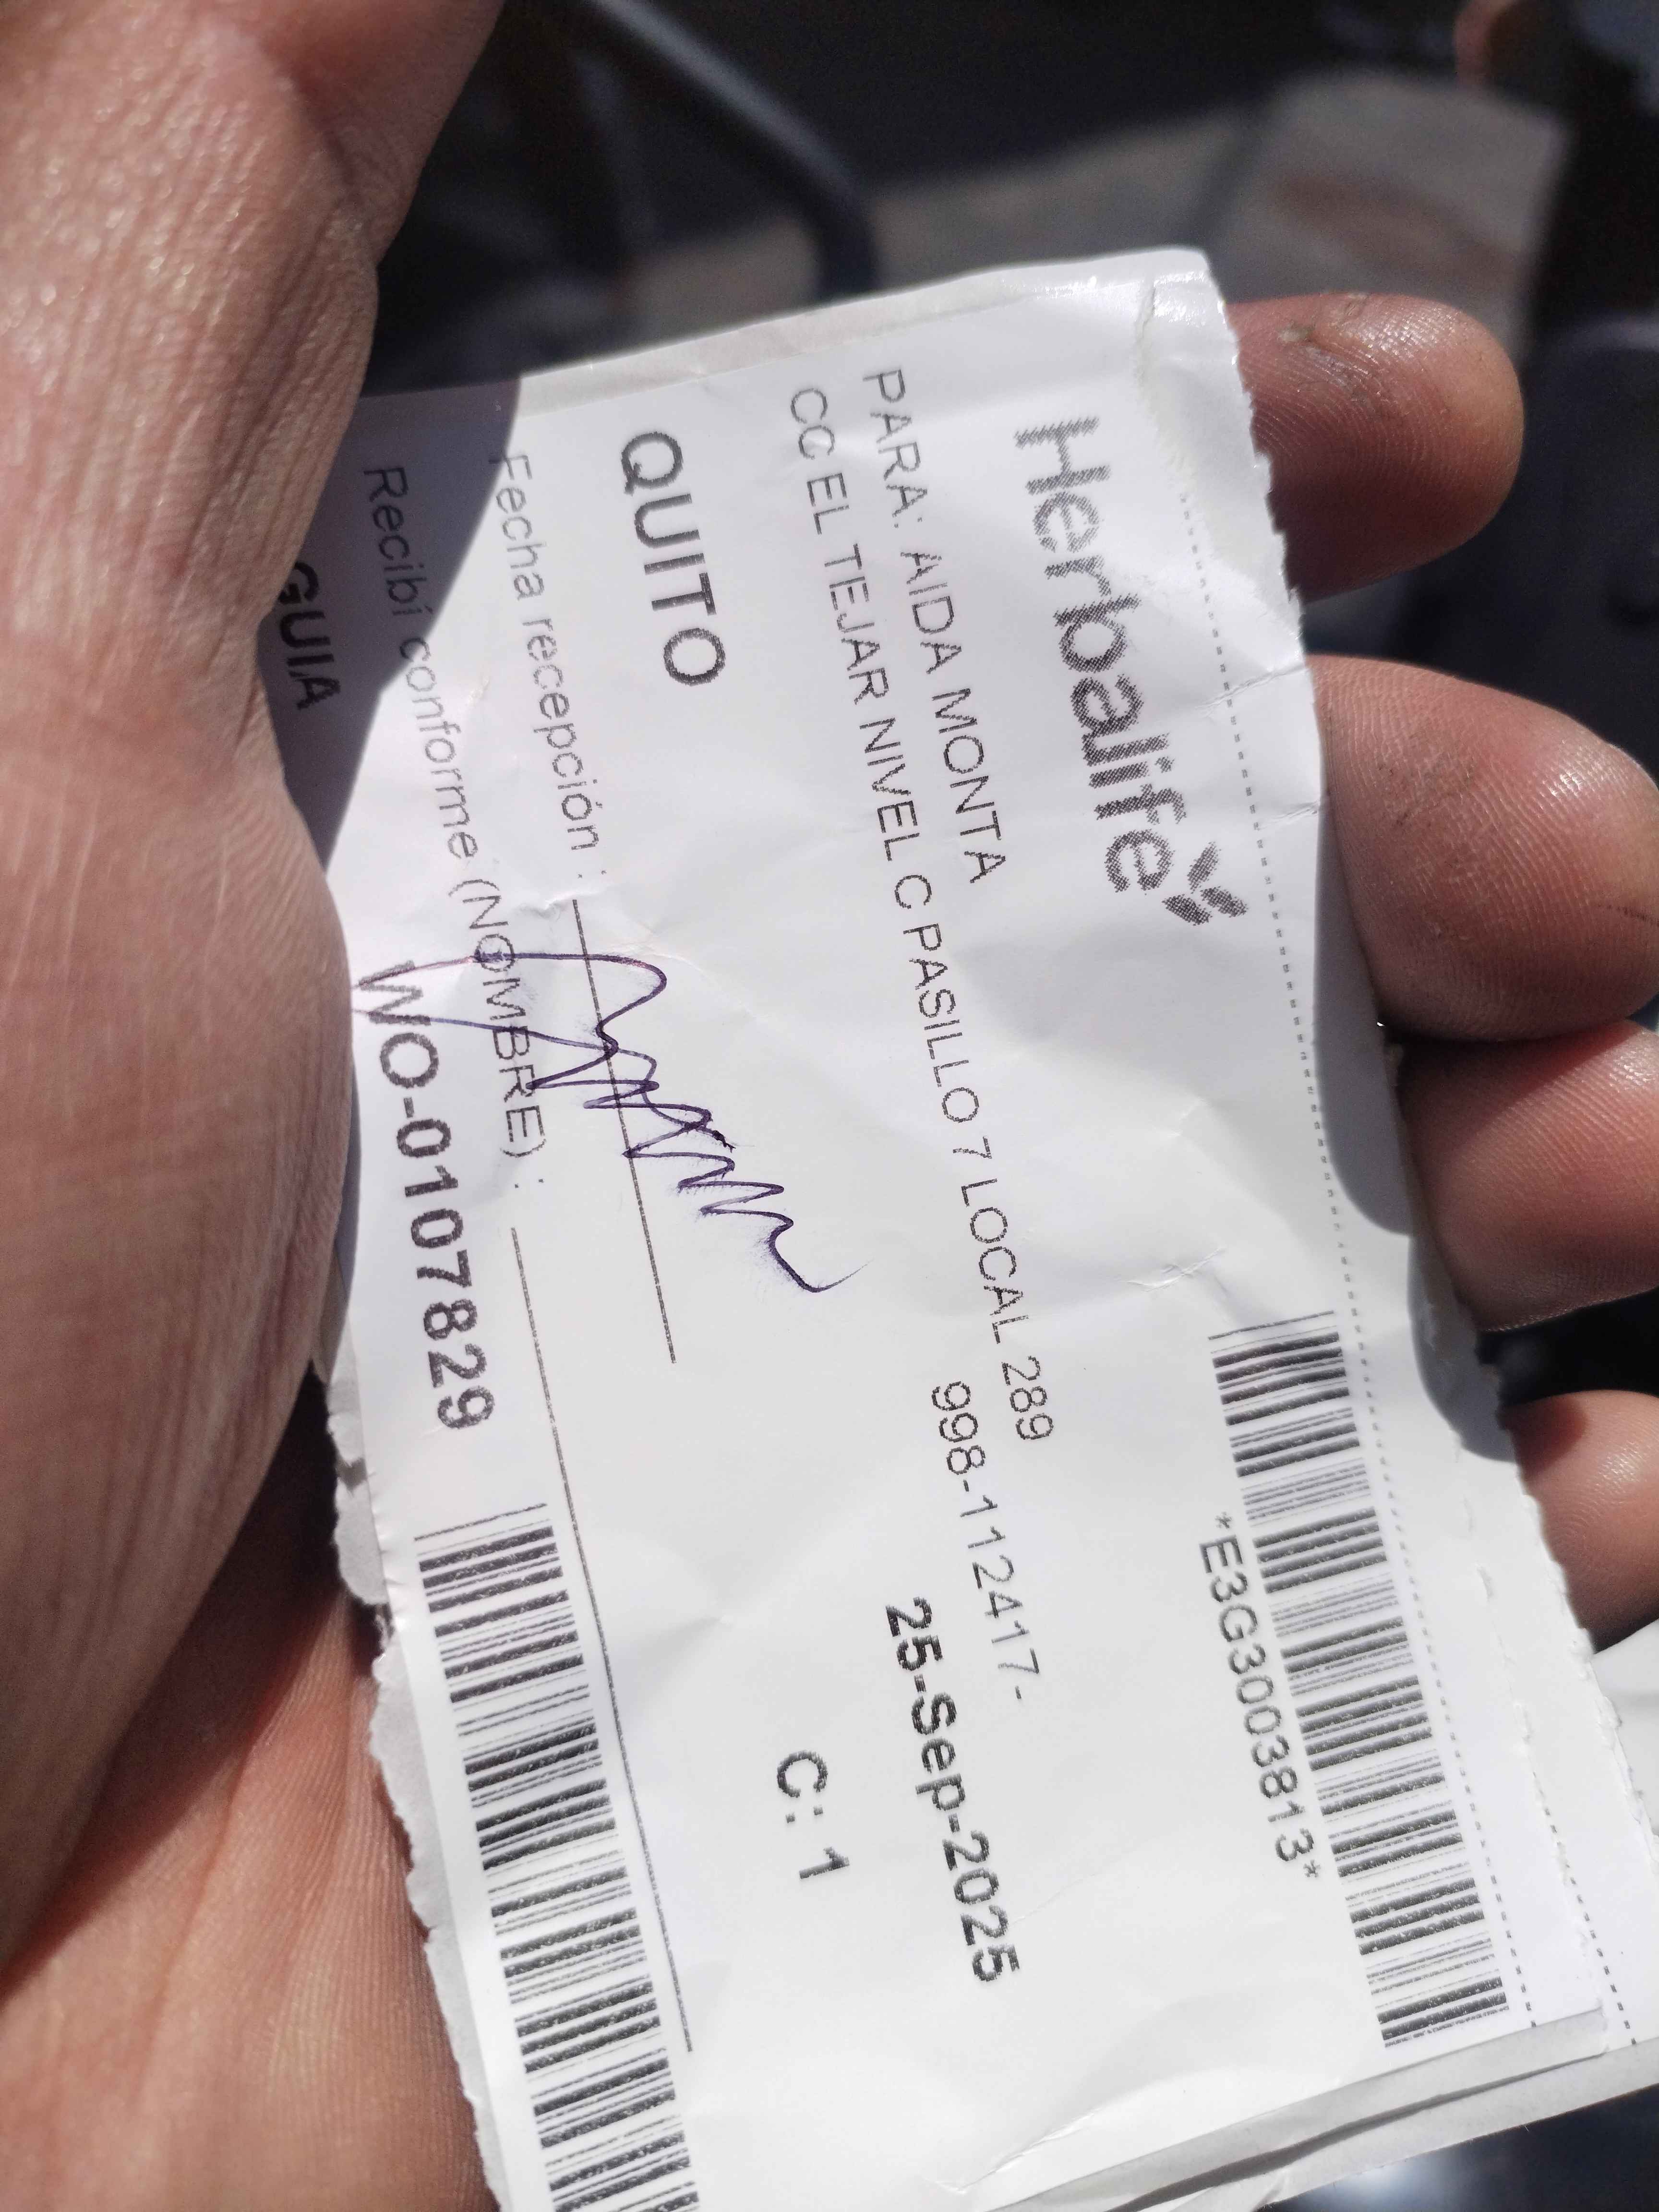 Herbalife
*E3G3003813*
PARA: AIDA MONTA
998-112417-
CC EL TEJAR NIVEL C PASILLO 7 LOCAL 289
25-Sep-2025
QUITO
C: 1
Fecha recepción :
Recibí conforme (NOMBRE) :
GUIA WO-0107829